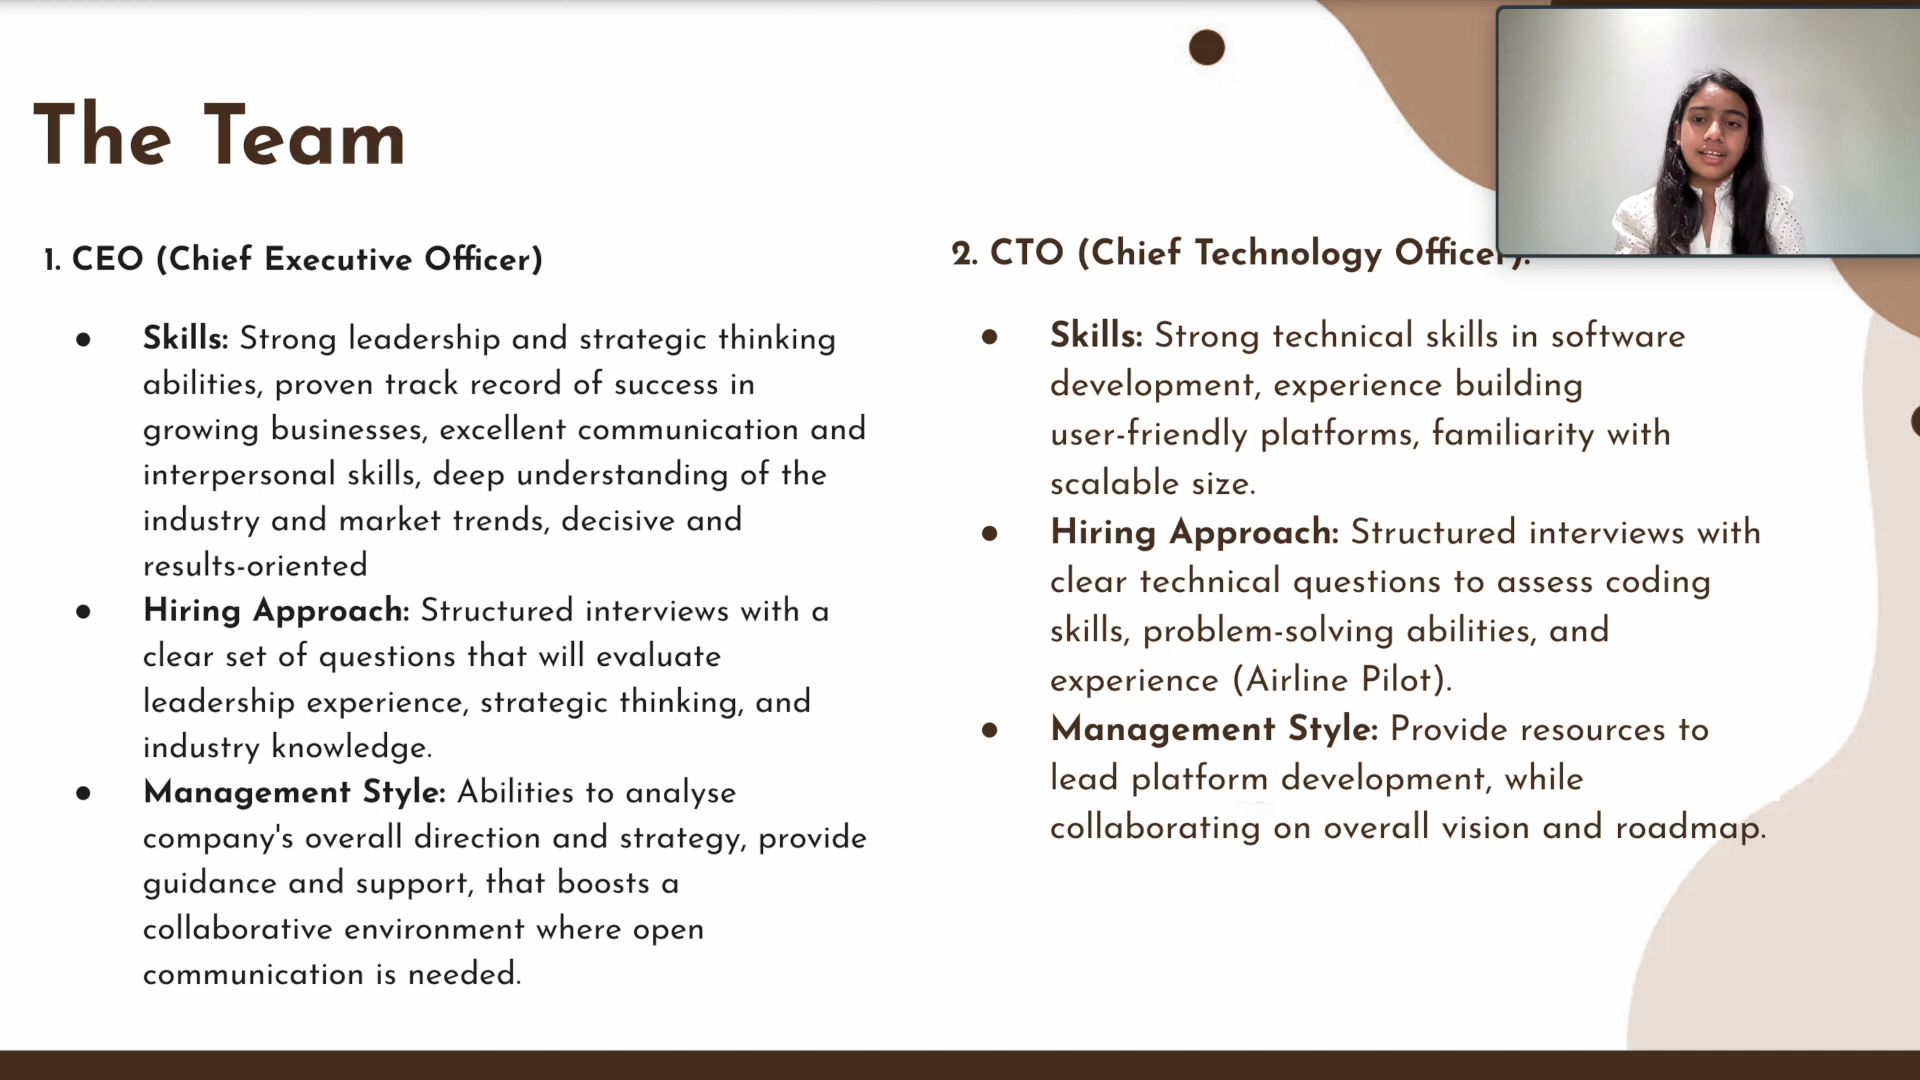 The Team
1. CEO (Chief Executive Officer)
● Skills: Strong leadership and strategic thinking
abilities, proven track record of success in
growing businesses, excellent communication and
interpersonal skills, deep understanding of the
industry and market trends, decisive and
results-oriented
● Hiring Approach: Structured interviews with a
clear set of questions that will evaluate
leadership experience, strategic thinking, and
industry knowledge.
● Management Style: Abilities to analyse
company's overall direction and strategy, provide
guidance and support, that boosts a
collaborative environment where open
communication is needed.
2. CTO (Chief Technology Officer):
● Skills: Strong technical skills in software
development, experience building
user-friendly platforms, familiarity with
scalable size.
● Hiring Approach: Structured interviews with
clear technical questions to assess coding
skills, problem-solving abilities, and
experience (Airline Pilot).
● Management Style: Provide resources to
lead platform development, while
collaborating on overall vision and roadmap.